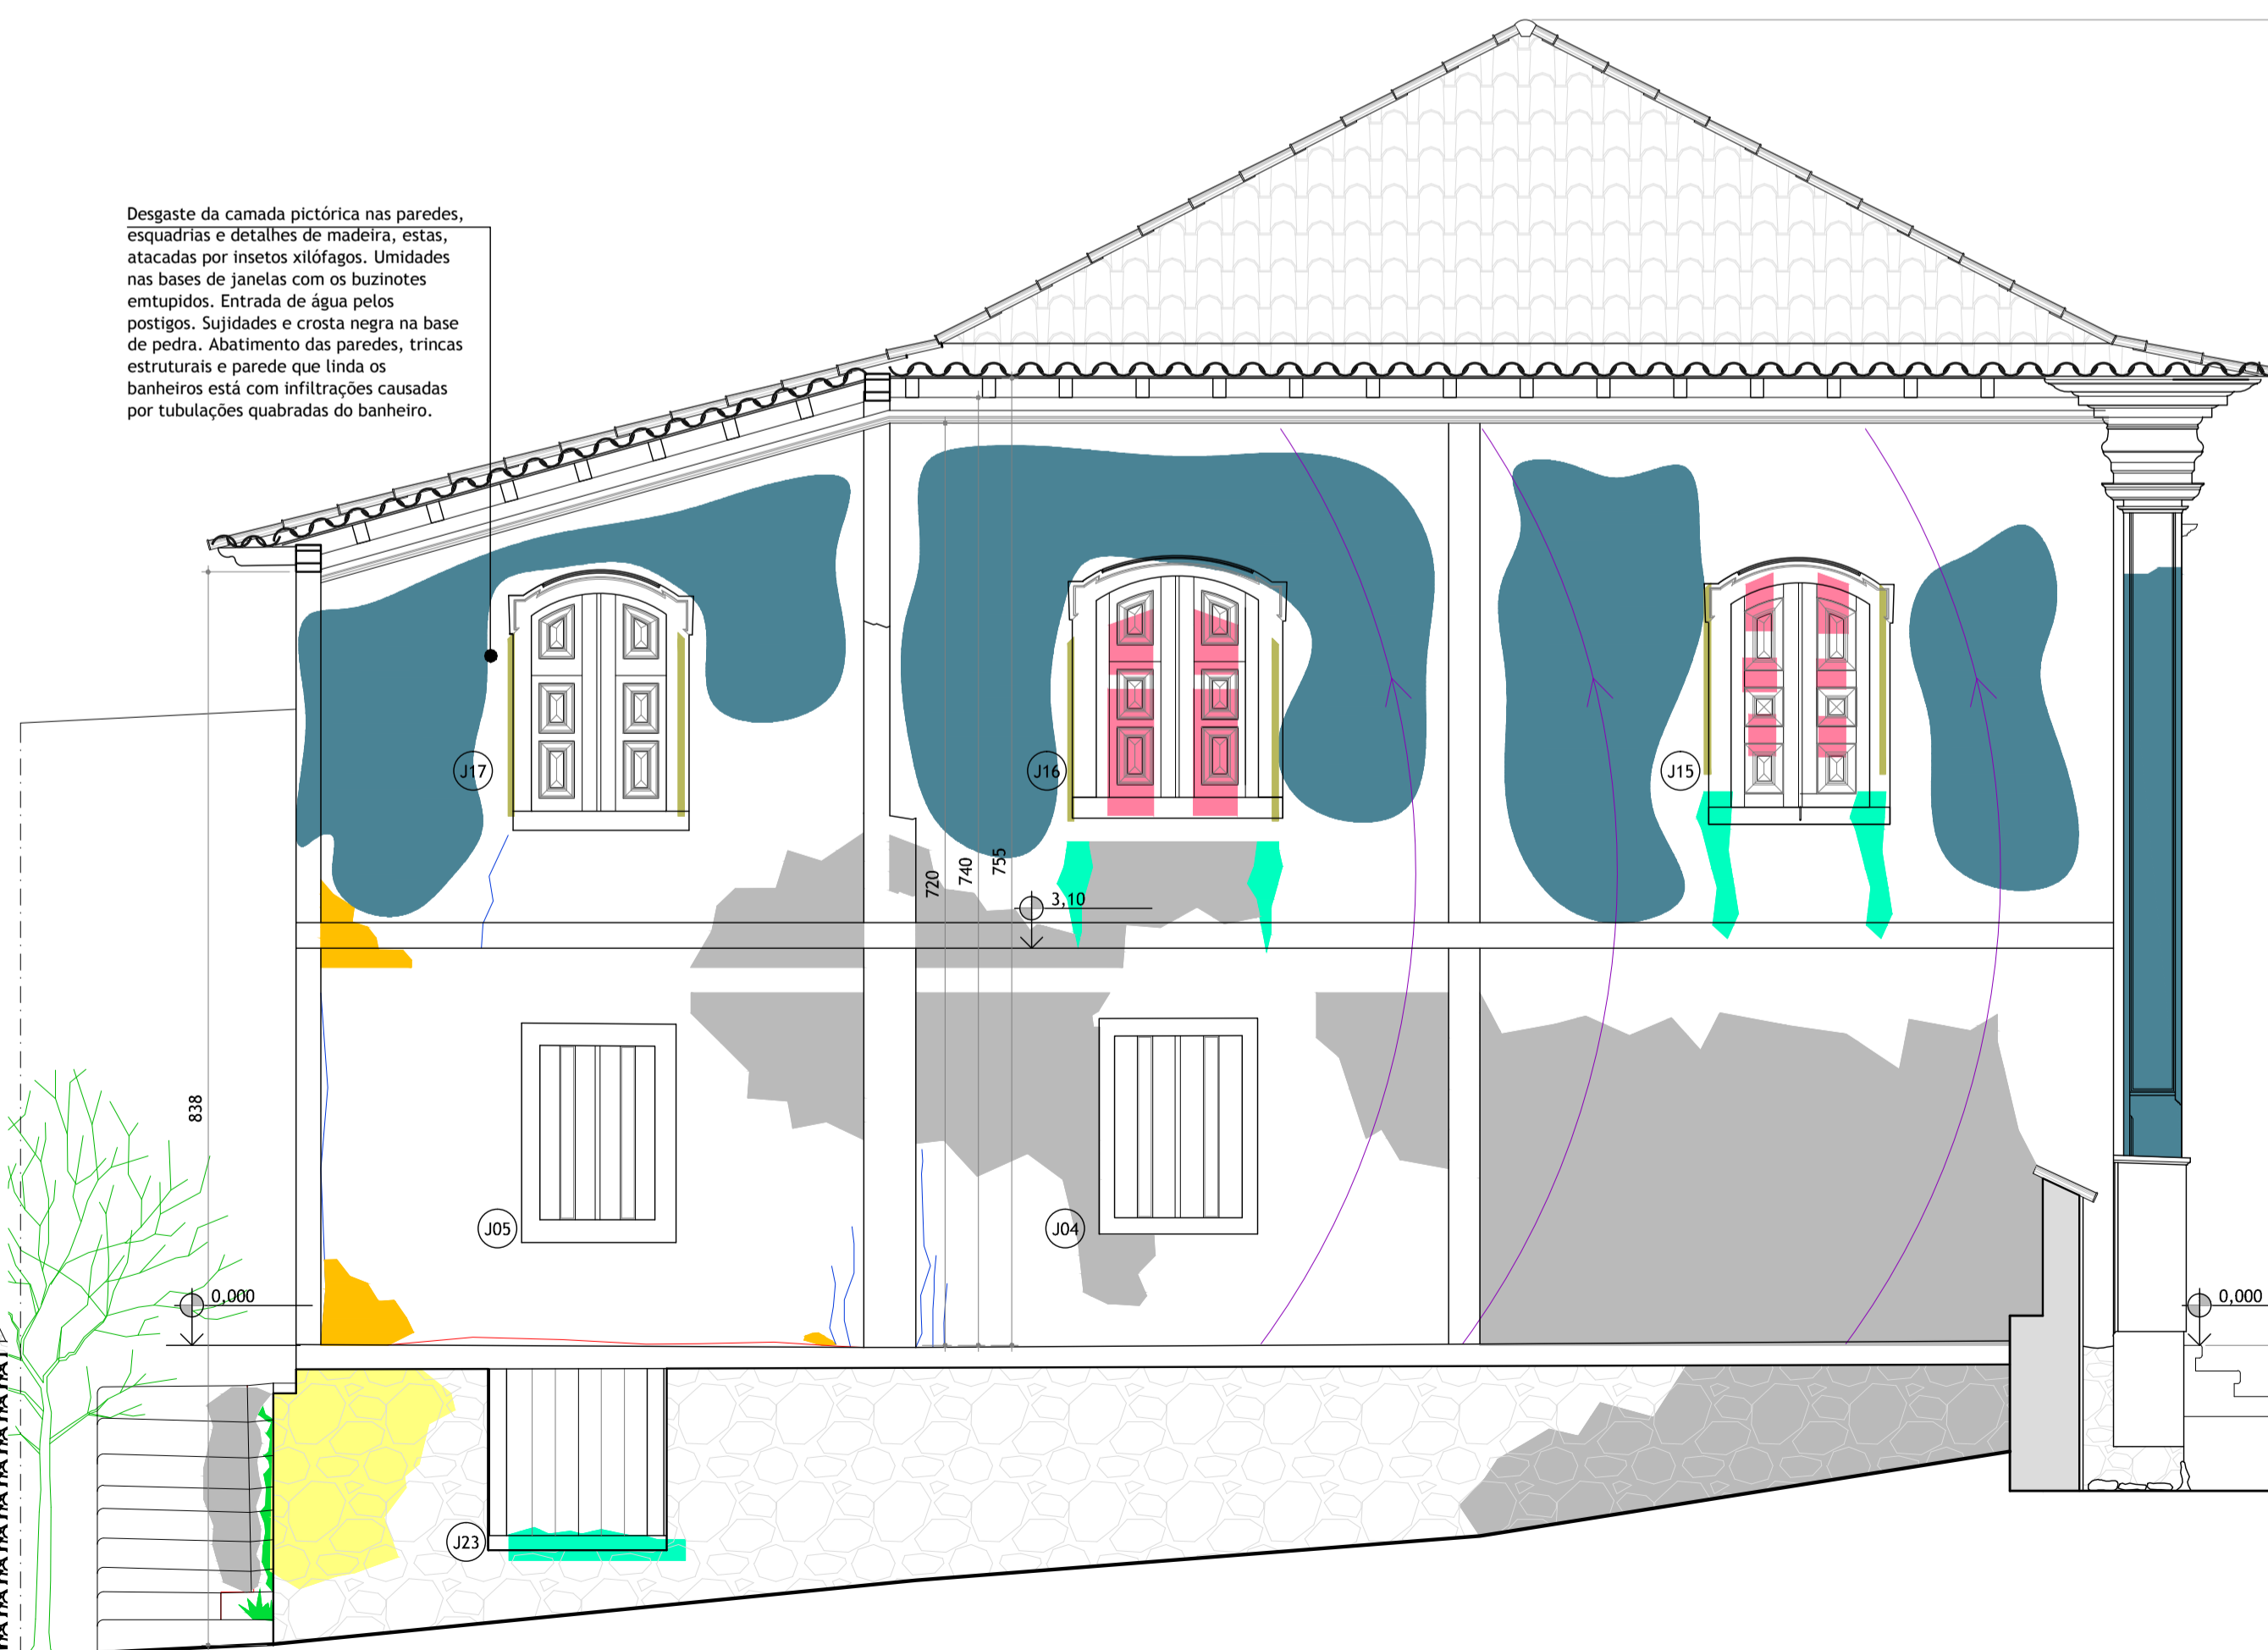 Desgaste da camada pictórica nas paredes,
esquadrias e detalhes de madeira, estas,
atacadas por insetos xilófagos. Umidades
nas bases de janelas com os buzinotes
emtupidos. Entrada de água pelos
postigos. Sujidades e crosta negra na base
de pedra. Abatimento das paredes, trincas
estruturais e parede que linda os
banheiros está com infiltrações causadas
por tubulações quabradas do banheiro.
J17
J16
J15
720
740
755
3,10
838
J05
J04
0,000
0,000
J23